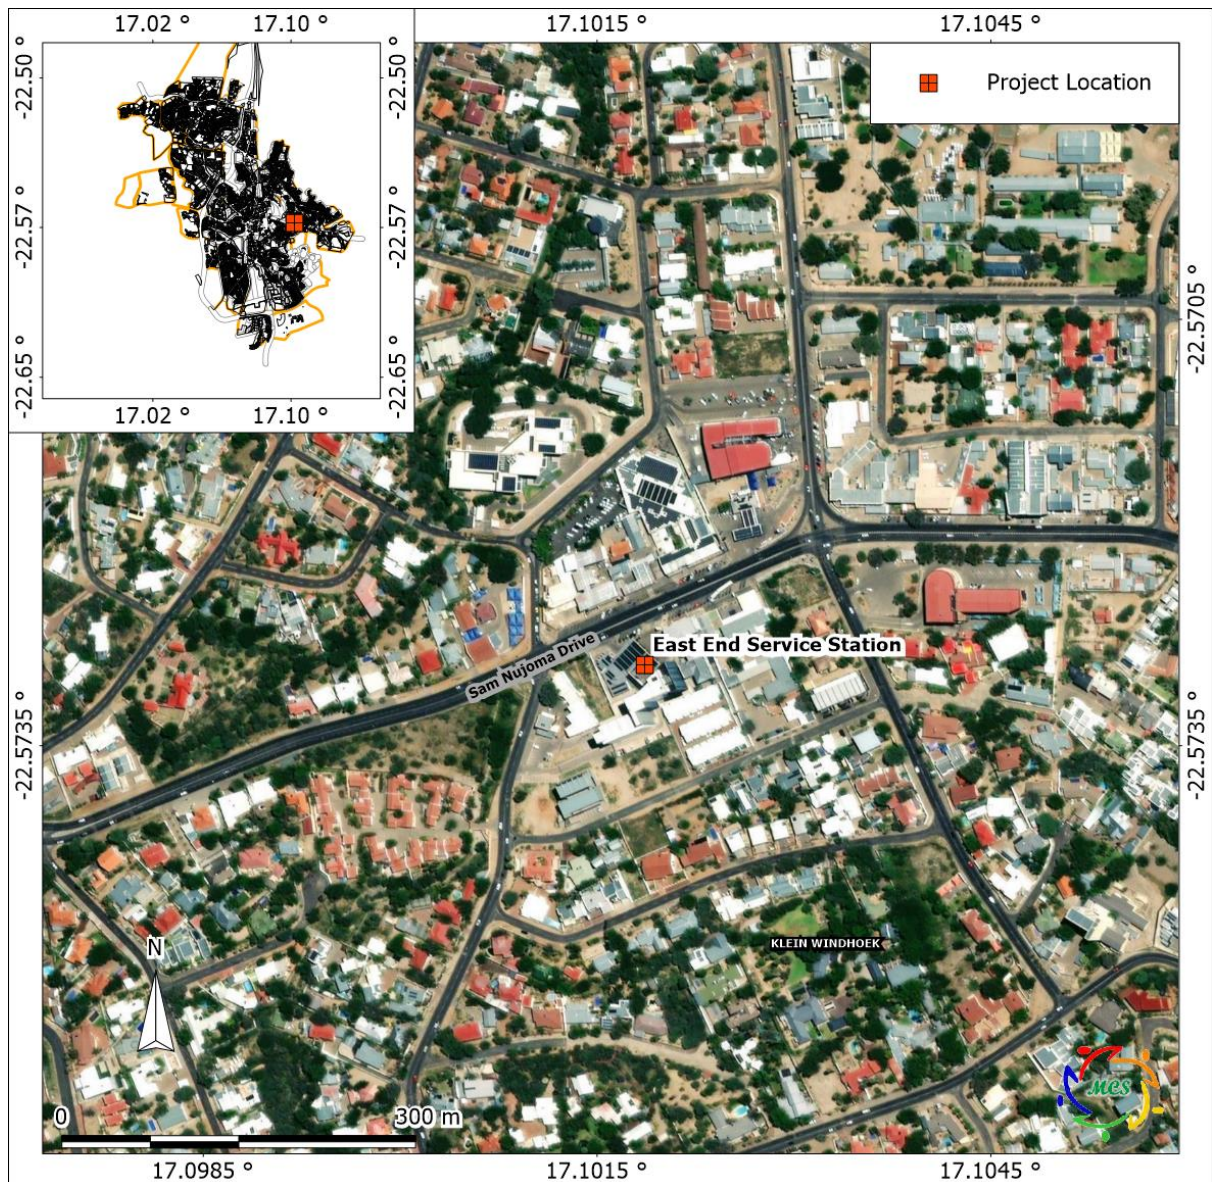 17.02 °
17.10 °
17.1015 °
17.1045 °
Project Location
-22.50 °
-22.50 °
-22.57 °
-22.57 °
-22.65 °
-22.65 °
17.02 °
17.10 °
-22.5705 °
East End Service Station
Sam Nujoma Drive
-22.5735 °
-22.5735 °
KLEIN WINDHOEK
N
MCS
0
300 m
17.0985 °
17.1015 °
17.1045 °